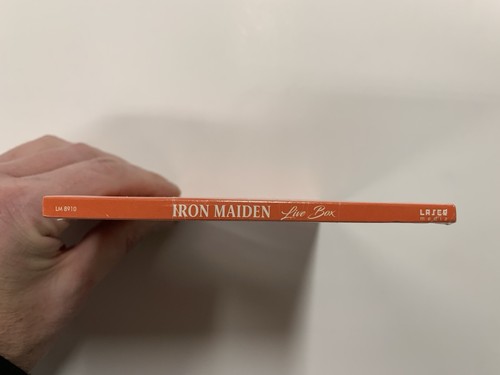 LM 8910 IRON MAIDEN Live Box LASER
media